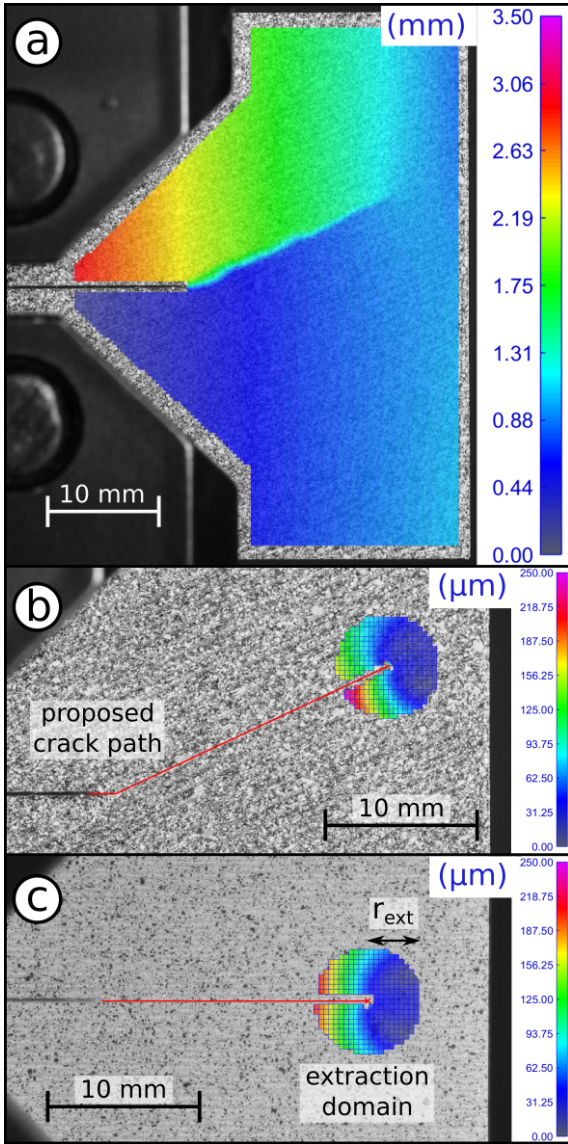 a
(mm)
3.50
3.06
2.63
2.19
1.75
1.31
0.88
0.44
0.00
10 mm
b
(µm)
250.00
218.75
187.50
156.25
125.00
93.75
62.50
31.25
0.00
proposed
crack path
10 mm
c
(µm)
250.00
218.75
187.50
156.25
125.00
93.75
62.50
31.25
0.00
rext
10 mm
extraction
domain